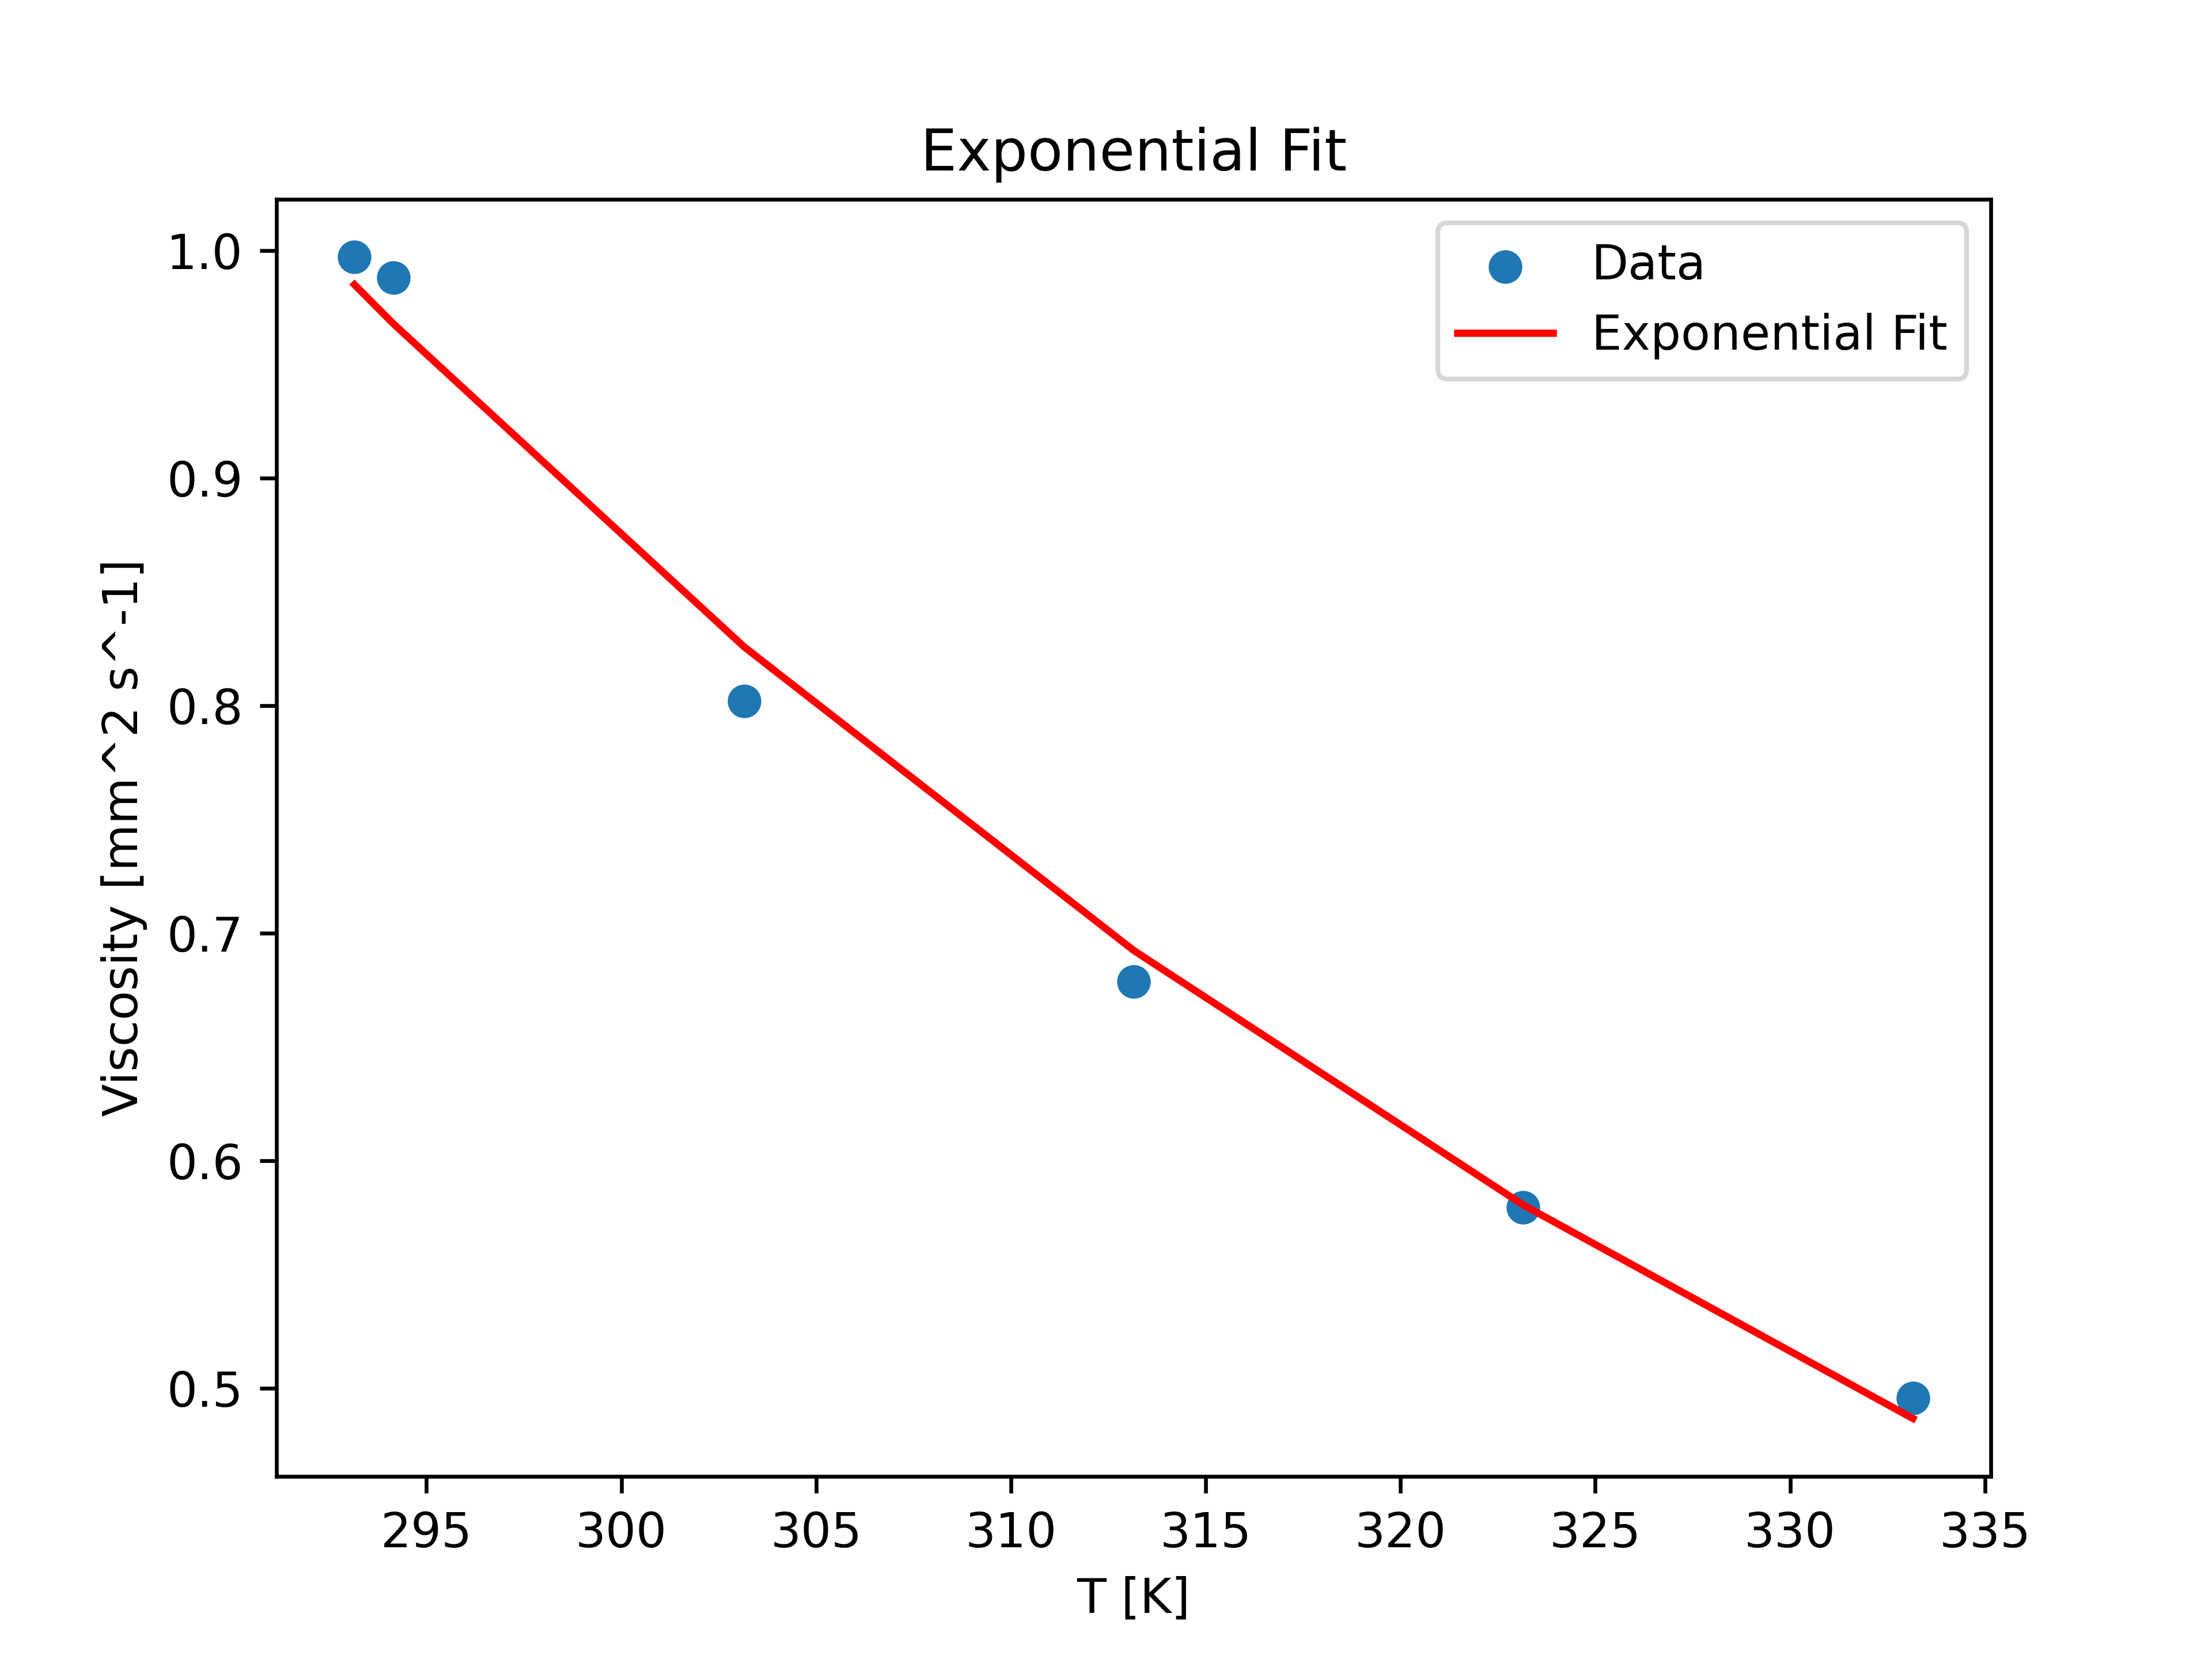 Exponential Fit
Data
Exponential Fit
1.0
0.9
0.8
0.7
0.6
0.5
Viscosity [mm^2 s^-1]
295 300 305 310 315 320 325 330 335
T [K]